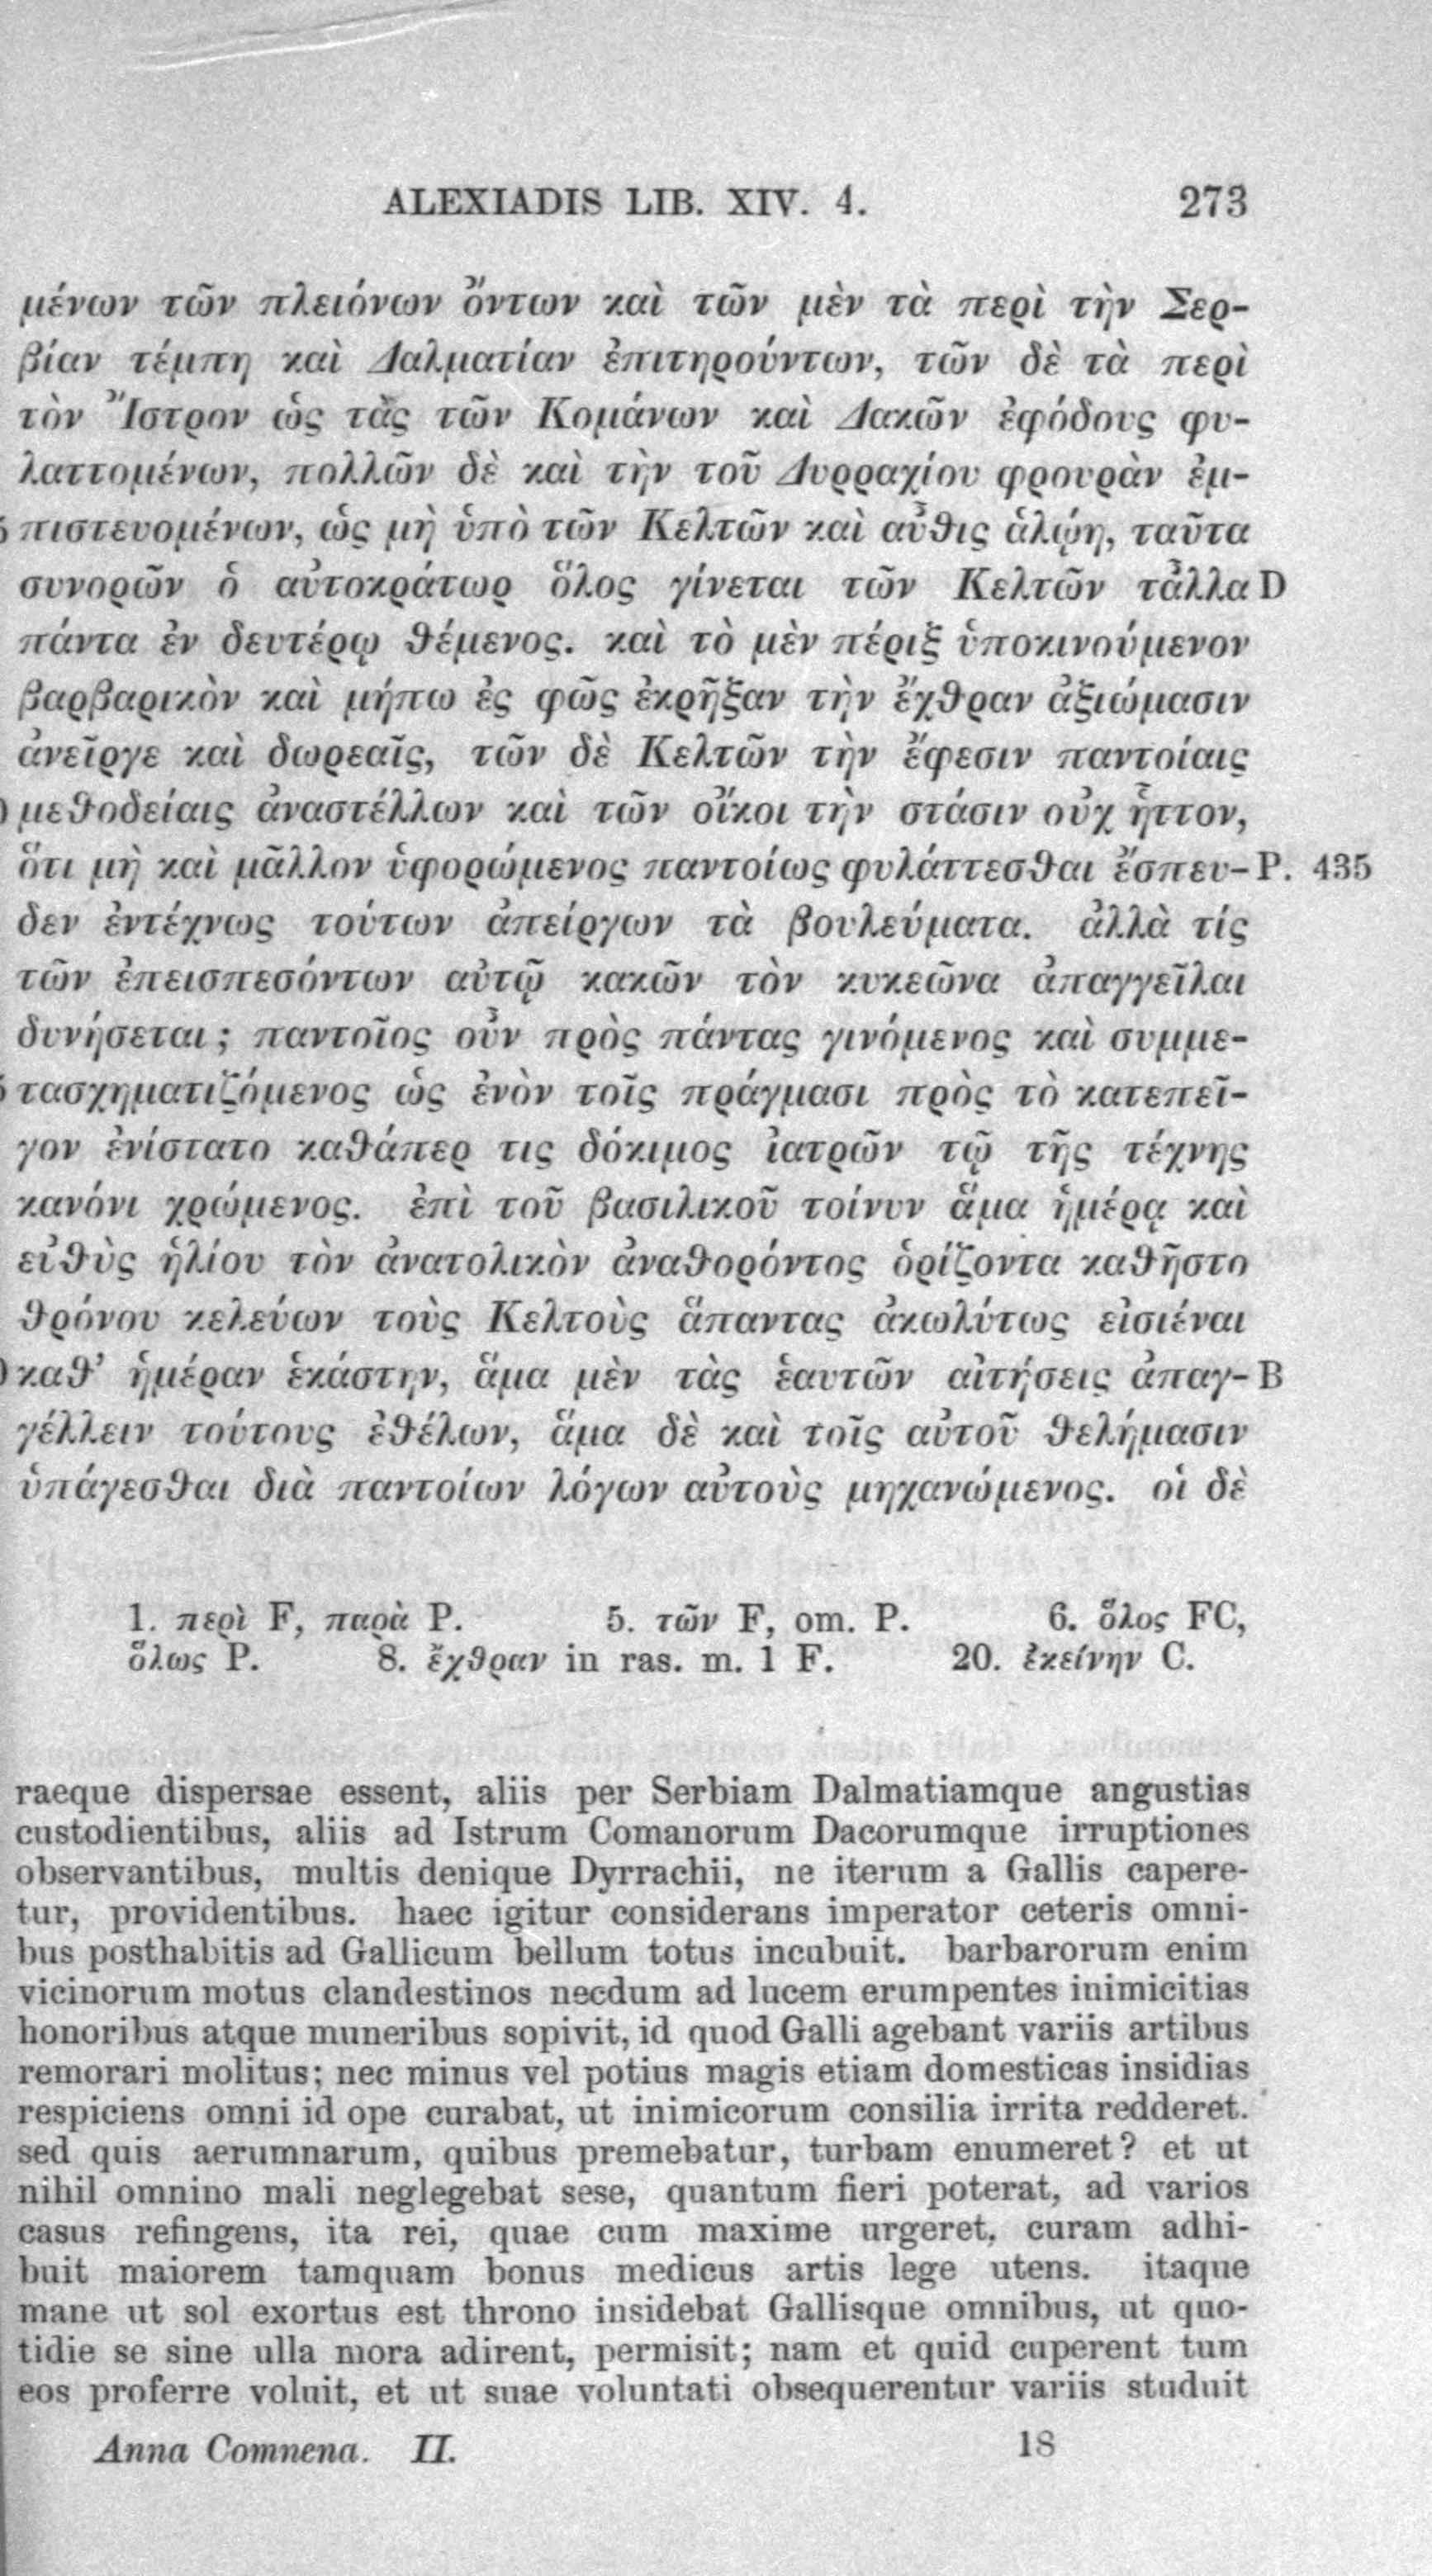 ALEXIADIS LIB. XIV. 4. 273
μένων τῶν πλειόνων ὄντων καὶ τῶν μὲν τὰ περὶ τὴν Σερ-
βίαν τέμπη καὶ Δαλματίαν ἐπιτηρούντων, τῶν δὲ τὰ περὶ
τὸν Ἴστρον ὡς τὰς τῶν Κομάνων καὶ Δακῶν ἐφόδους φυ-
λαττομένων, πολλῶν δὲ καὶ τὴν τοῦ Δυρραχίου φρουρὰν ἐμ-
5 πιστευομένων, ὡς μὴ ὑπὸ τῶν Κελτῶν καὶ αὖθις ἁλῴη, ταῦτα
συνορῶν ὁ αὐτοκράτωρ ὅλος γίνεται τῶν Κελτῶν τἆλλα D
πάντα ἐν δευτέρῳ θέμενος. καὶ τὸ μὲν πέριξ ὑποκινούμενον
βαρβαρικὸν καὶ μήπω ἐς φῶς ἐκρῆξαν τὴν ἔχθραν ἀξιώμασιν
ἀνεῖργε καὶ δωρεαῖς, τῶν δὲ Κελτῶν τὴν ἔφεσιν παντοίαις
0 μεθοδείαις ἀναστέλλων καὶ τῶν οἴκοι τὴν στάσιν οὐχ ἧττον,
ὅτι μὴ καὶ μᾶλλον ὑφορώμενος παντοίως φυλάττεσθαι ἔσπευ- P. 435
δεν ἐντέχνως τούτων ἀπείργων τὰ βουλεύματα. ἀλλὰ τίς
τῶν ἐπεισπεσόντων αὐτῷ κακῶν τὸν κυκεῶνα ἀπαγγεῖλαι
δυνήσεται; παντοῖος οὖν πρὸς πάντας γινόμενος καὶ συμμε-
5 τασχηματιζόμενος ὡς ἐνὸν τοῖς πράγμασι πρὸς τὸ κατεπεῖ-
γον ἐνίστατο καθάπερ τις δόκιμος ἰατρῶν τῷ τῆς τέχνης
κανόνι χρώμενος. ἐπὶ τοῦ βασιλικοῦ τοίνυν ἅμα ἡμέρᾳ καὶ
εὐθὺς ἡλίου τὸν ἀνατολικὸν ἀναθορόντος ὁρίζοντα καθῆστο
θρόνου κελεύων τοὺς Κελτοὺς ἅπαντας ἀκωλύτως εἰσιέναι
0 καθ' ἡμέραν ἑκάστην, ἅμα μὲν τὰς ἑαυτῶν αἰτήσεις ἀπαγ- B
γέλλειν τούτους ἐθέλων, ἅμα δὲ καὶ τοῖς αὐτοῦ θελήμασιν
ὑπάγεσθαι διὰ παντοίων λόγων αὐτοὺς μηχανώμενος. οἱ δὲ
1. περὶ F, παρὰ P. 5. τῶν F, om. P. 6. ὅλος FC,
ὅλως P. 8. ἔχθραν in ras. m. 1 F. 20. ἐκείνην C.
raeque dispersae essent, aliis per Serbiam Dalmatiamque angustias
custodientibus, aliis ad Istrum Comanorum Dacorumque irruptiones
observantibus, multis denique Dyrrachii, ne iterum a Gallis capere-
tur, providentibus. haec igitur considerans imperator ceteris omni-
bus posthabitis ad Gallicum bellum totus incubuit. barbarorum enim
vicinorum motus clandestinos necdum ad lucem erumpentes inimicitias
honoribus atque muneribus sopivit, id quod Galli agebant variis artibus
remorari molitus; nec minus vel potius magis etiam domesticas insidias
respiciens omni id ope curabat, ut inimicorum consilia irrita redderet.
sed quis aerumnarum, quibus premebatur, turbam enumeret? et ut
nihil omnino mali neglegebat sese, quantum fieri poterat, ad varios
casus refingens, ita rei, quae cum maxime urgeret, curam adhi-
buit maiorem tamquam bonus medicus artis lege utens. itaque
mane ut sol exortus est throno insidebat Gallisque omnibus, ut quo-
tidie se sine ulla mora adirent, permisit; nam et quid cuperent tum
eos proferre voluit, et ut suae voluntati obsequerentur variis studuit
Anna Comnena. II. 18